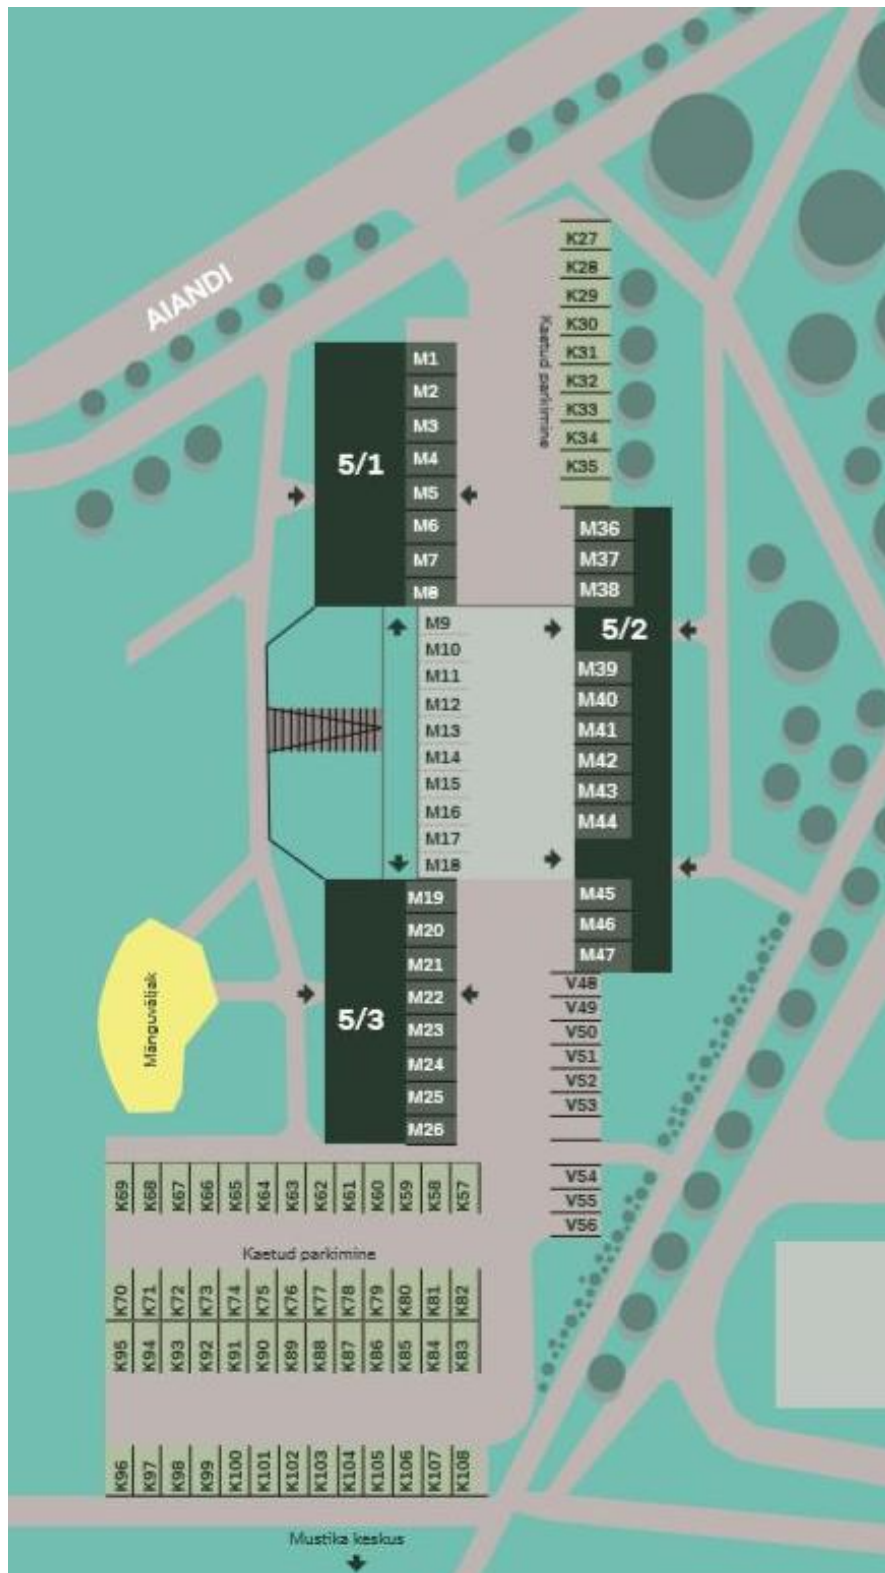 AIANDI
K27
K28
K29
K30
K31
K32
K33
K34
K35
Kaetud parkimine
M1
M2
M3
M4
M5
M6
M7
M8
5/1
M36
M37
M38
5/2
M39
M40
M41
M42
M43
M44
M45
M46
M47
M9
M10
M11
M12
M13
M14
M15
M16
M17
M18
M19
M20
M21
M22
M23
M24
M25
M26
5/3
Mänguväljak
V48
V49
V50
V51
V52
V53
V54
V55
V56
K69 K68 K67 K66 K65 K64 K63 K62 K61 K60 K59 K58 K57
Kaetud parkimine
K70 K71 K72 K73 K74 K75 K76 K77 K78 K79 K80 K81 K82
K95 K94 K93 K92 K91 K90 K89 K88 K87 K86 K85 K84 K83
K96 K97 K98 K99 K100 K101 K102 K103 K104 K105 K106 K107 K108
Mustika keskus